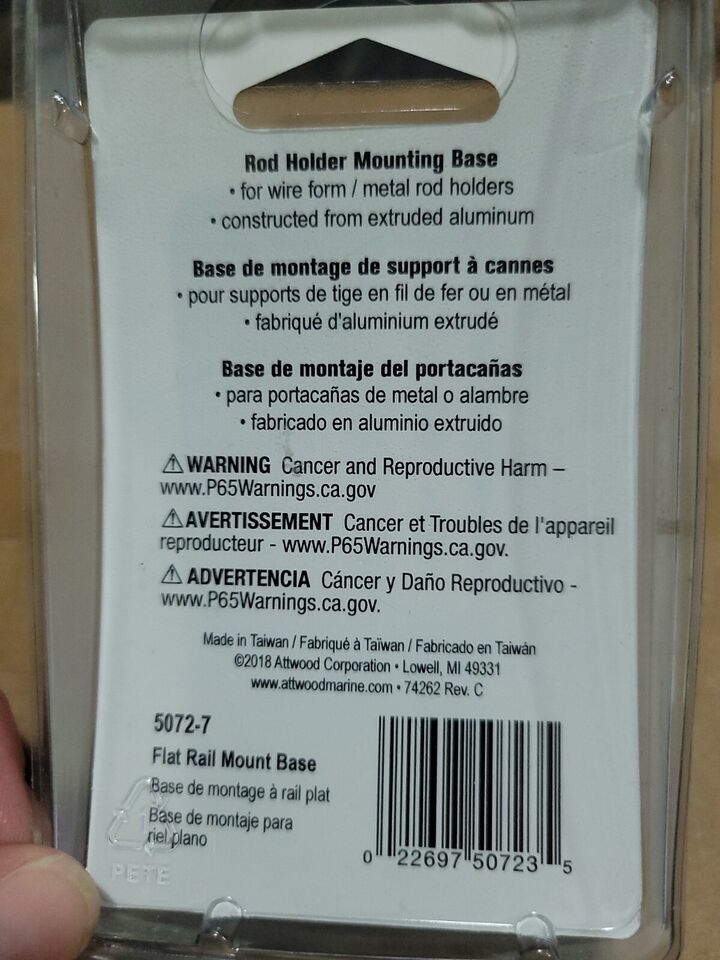 Rod Holder Mounting Base
• for wire form / metal rod holders
• constructed from extruded aluminum
Base de montage de support à cannes
• pour supports de tige en fil de fer ou en métal
• fabriqué d'aluminium extrudé
Base de montaje del portacañas
• para portacañas de metal o alambre
• fabricado en aluminio extruido
⚠ WARNING Cancer and Reproductive Harm –
www.P65Warnings.ca.gov
⚠ AVERTISSEMENT Cancer et Troubles de l'appareil
reproducteur - www.P65Warnings.ca.gov.
⚠ ADVERTENCIA Cáncer y Daño Reproductivo -
www.P65Warnings.ca.gov.
Made in Taiwan / Fabriqué à Taïwan / Fabricado en Taiwán
©2018 Attwood Corporation • Lowell, MI 49331
www.attwoodmarine.com • 74262 Rev. C
5072-7
Flat Rail Mount Base
Base de montage à rail plat
Base de montaje para
riel plano
1
PETE
0 22697 50723 5